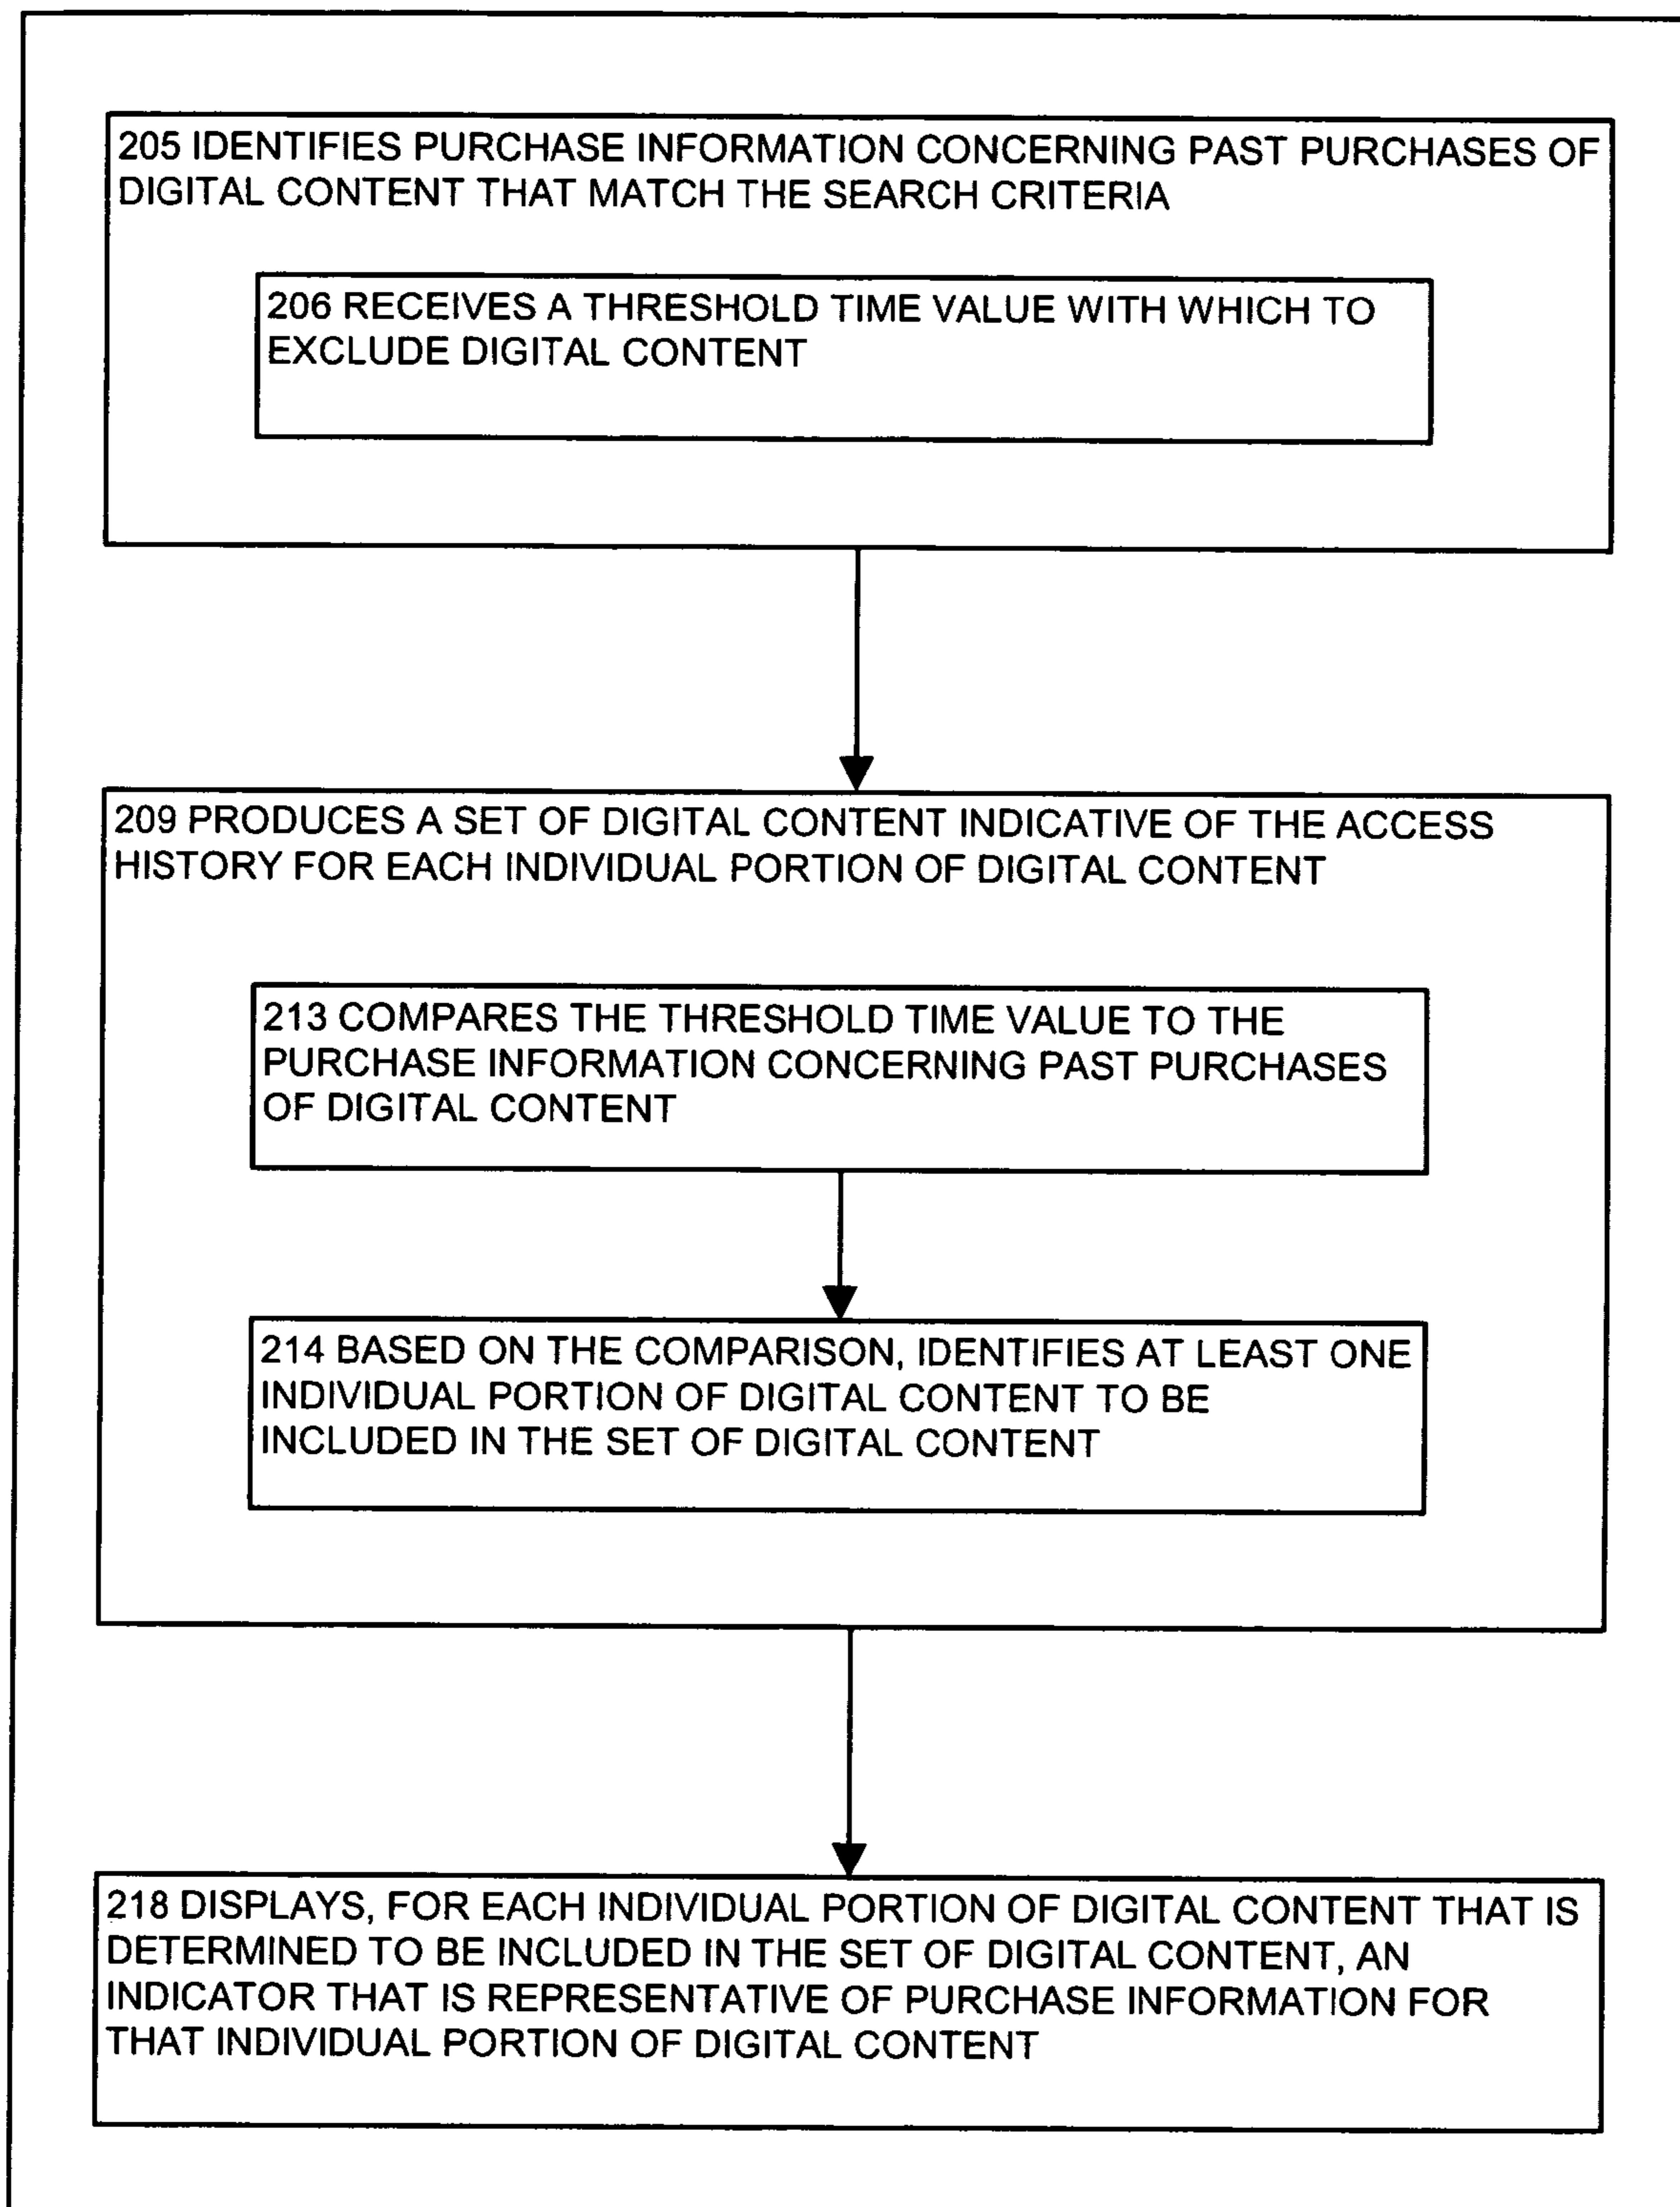 205 IDENTIFIES PURCHASE INFORMATION CONCERNING PAST PURCHASES OF
DIGITAL CONTENT THAT MATCH THE SEARCH CRITERIA
206 RECEIVES A THRESHOLD TIME VALUE WITH WHICH TO
EXCLUDE DIGITAL CONTENT
209 PRODUCES A SET OF DIGITAL CONTENT INDICATIVE OF THE ACCESS
HISTORY FOR EACH INDIVIDUAL PORTION OF DIGITAL CONTENT
213 COMPARES THE THRESHOLD TIME VALUE TO THE
PURCHASE INFORMATION CONCERNING PAST PURCHASES
OF DIGITAL CONTENT
214 BASED ON THE COMPARISON, IDENTIFIES AT LEAST ONE
INDIVIDUAL PORTION OF DIGITAL CONTENT TO BE
INCLUDED IN THE SET OF DIGITAL CONTENT
218 DISPLAYS, FOR EACH INDIVIDUAL PORTION OF DIGITAL CONTENT THAT IS
DETERMINED TO BE INCLUDED IN THE SET OF DIGITAL CONTENT, AN
INDICATOR THAT IS REPRESENTATIVE OF PURCHASE INFORMATION FOR
THAT INDIVIDUAL PORTION OF DIGITAL CONTENT